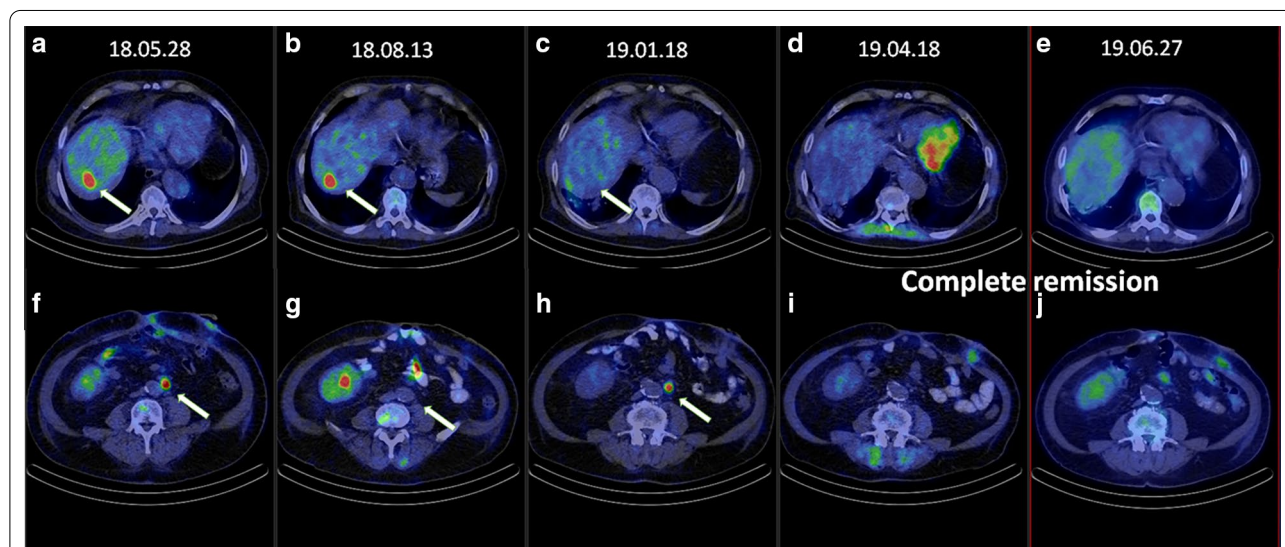 a 18.05.28
b 18.08.13
c 19.01.18
d 19.04.18
e 19.06.27
Complete remission
f
g
h
i
j